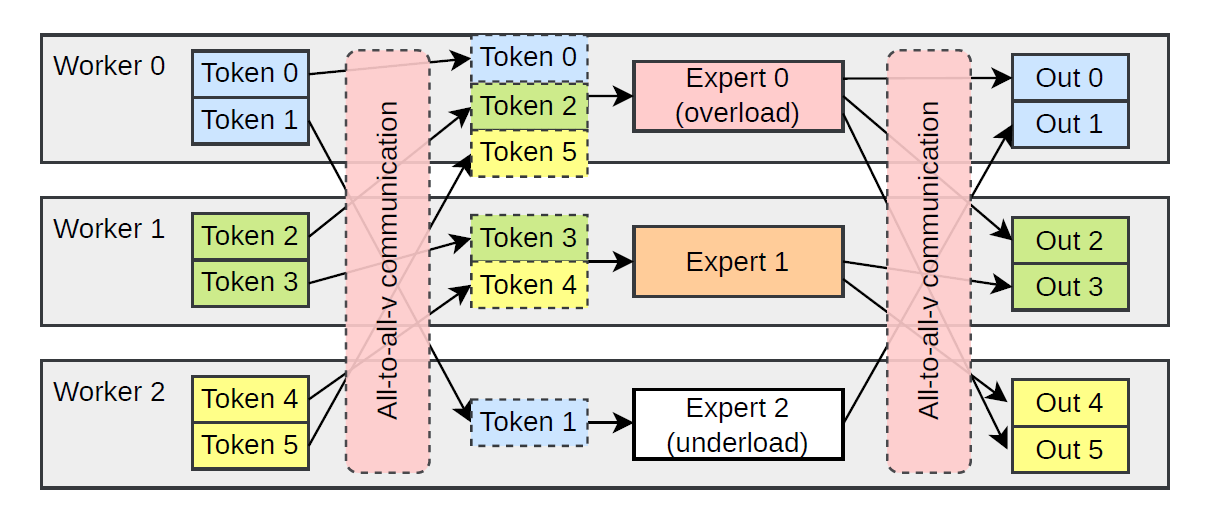 Worker 0
Token 0
Token 1
All-to-all-v communication
Token 0
Token 2
Token 5
Expert 0
(overload)
All-to-all-v communication
Out 0
Out 1
Worker 1
Token 2
Token 3
Token 3
Token 4
Expert 1
Out 2
Out 3
Worker 2
Token 4
Token 5
Token 1
Expert 2
(underload)
Out 4
Out 5